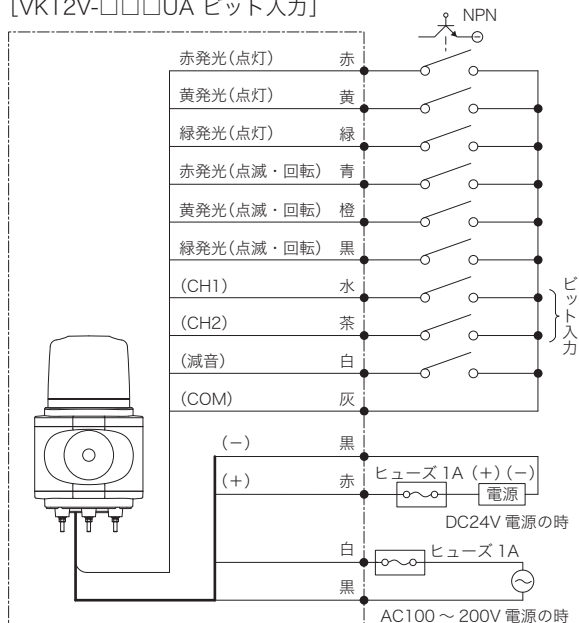 [VK12V-□□□UA ビット入力]
NPN
赤発光(点灯) 赤
黄発光(点灯) 黄
緑発光(点灯) 緑
赤発光(点滅・回転) 青
黄発光(点滅・回転) 橙
緑発光(点滅・回転) 黒
(CH1) 水
(CH2) 茶
ビット入力
(減音) 白
(COM) 灰
(−) 黒
(+) 赤
ヒューズ 1A (+) (−)
電源
DC24V 電源の時
白
ヒューズ 1A
黒
AC100 ~ 200V 電源の時